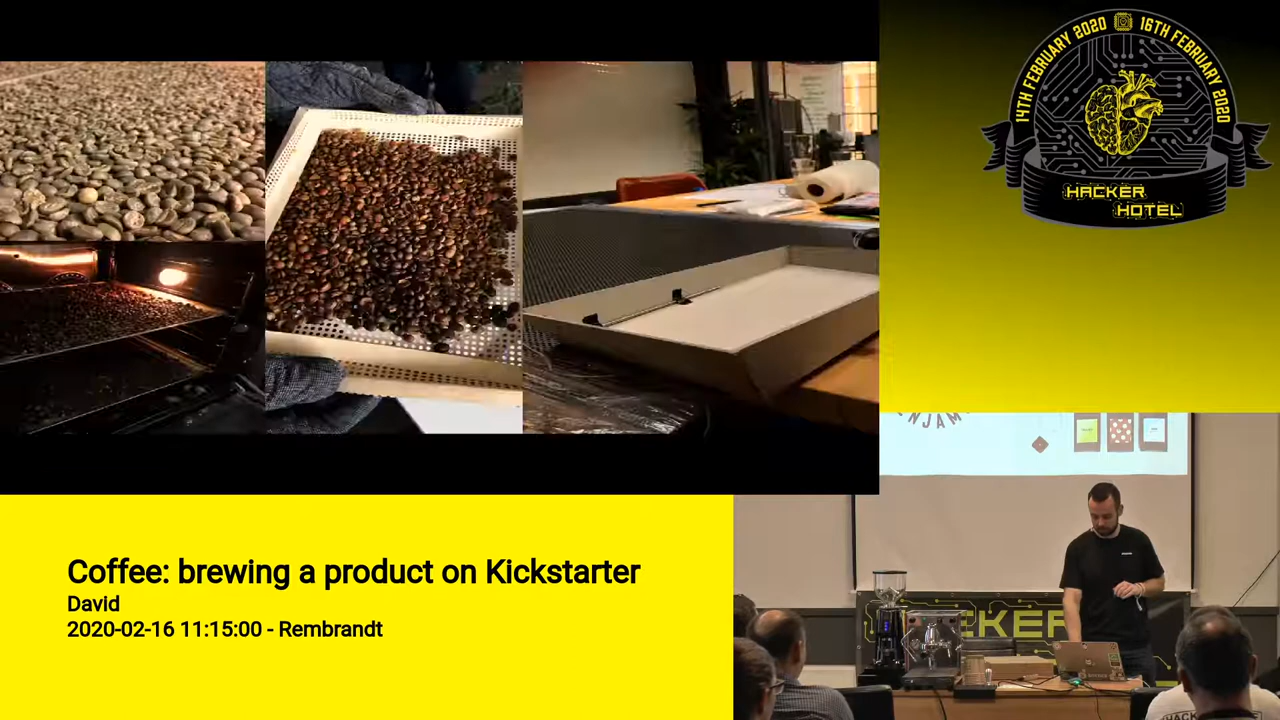 14TH FEBRUARY 2020 16TH FEBRUARY 2020
HACKER
HOTEL
NJAM
Coffee: brewing a product on Kickstarter
David
2020-02-16 11:15:00 - Rembrandt